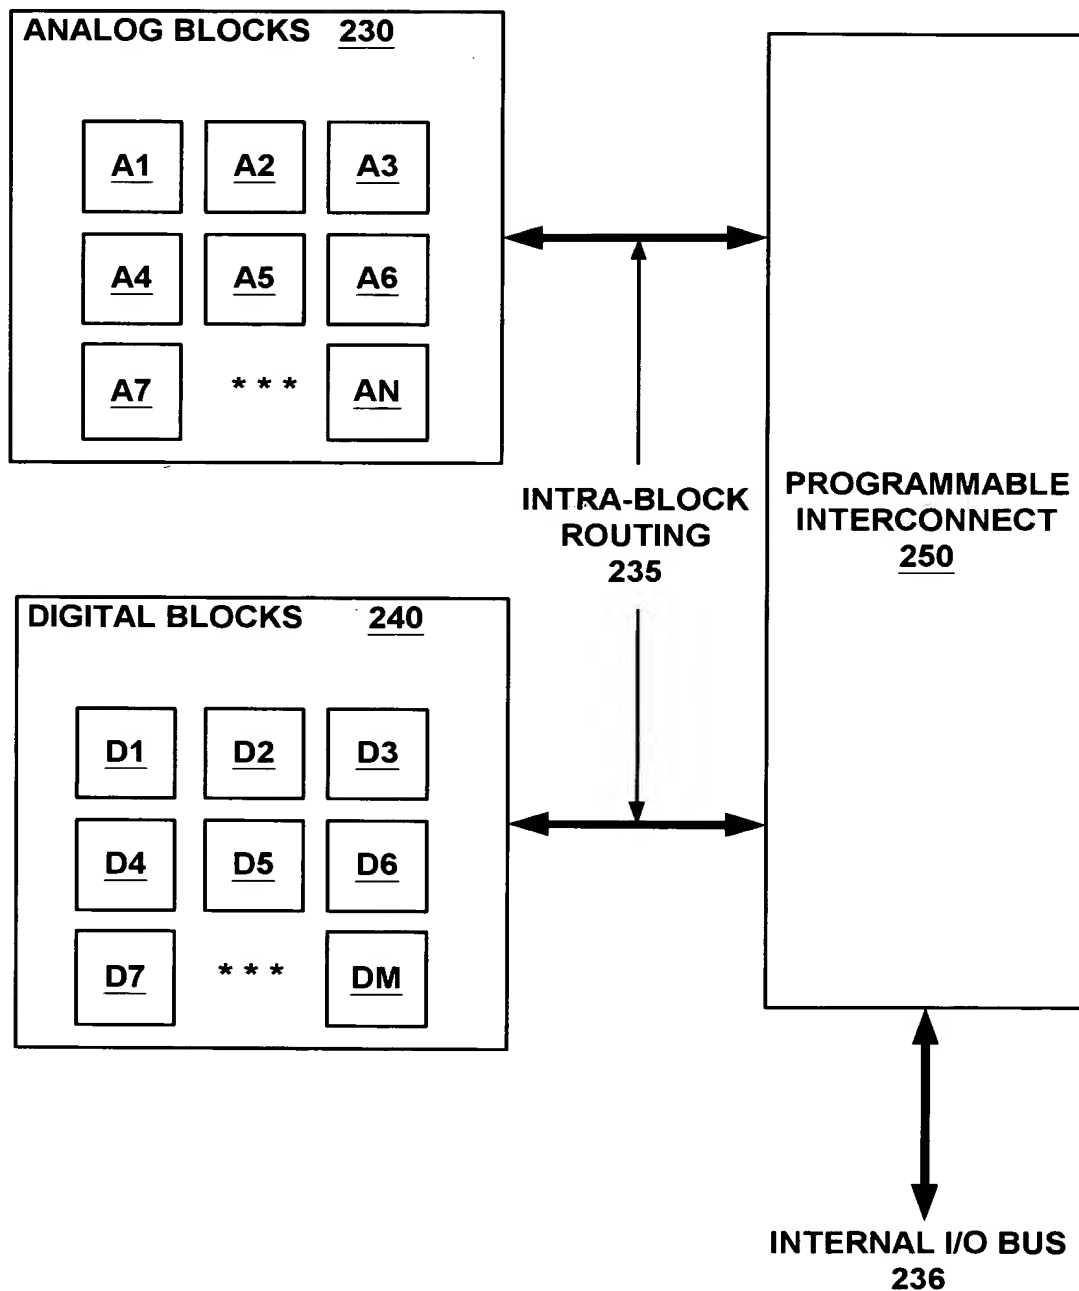 ANALOG BLOCKS 230
A1 A2 A3
A4 A5 A6
A7 * * * AN
INTRA-BLOCK
ROUTING
235
PROGRAMMABLE
INTERCONNECT
250
DIGITAL BLOCKS 240
D1 D2 D3
D4 D5 D6
D7 * * * DM
INTERNAL I/O BUS
236